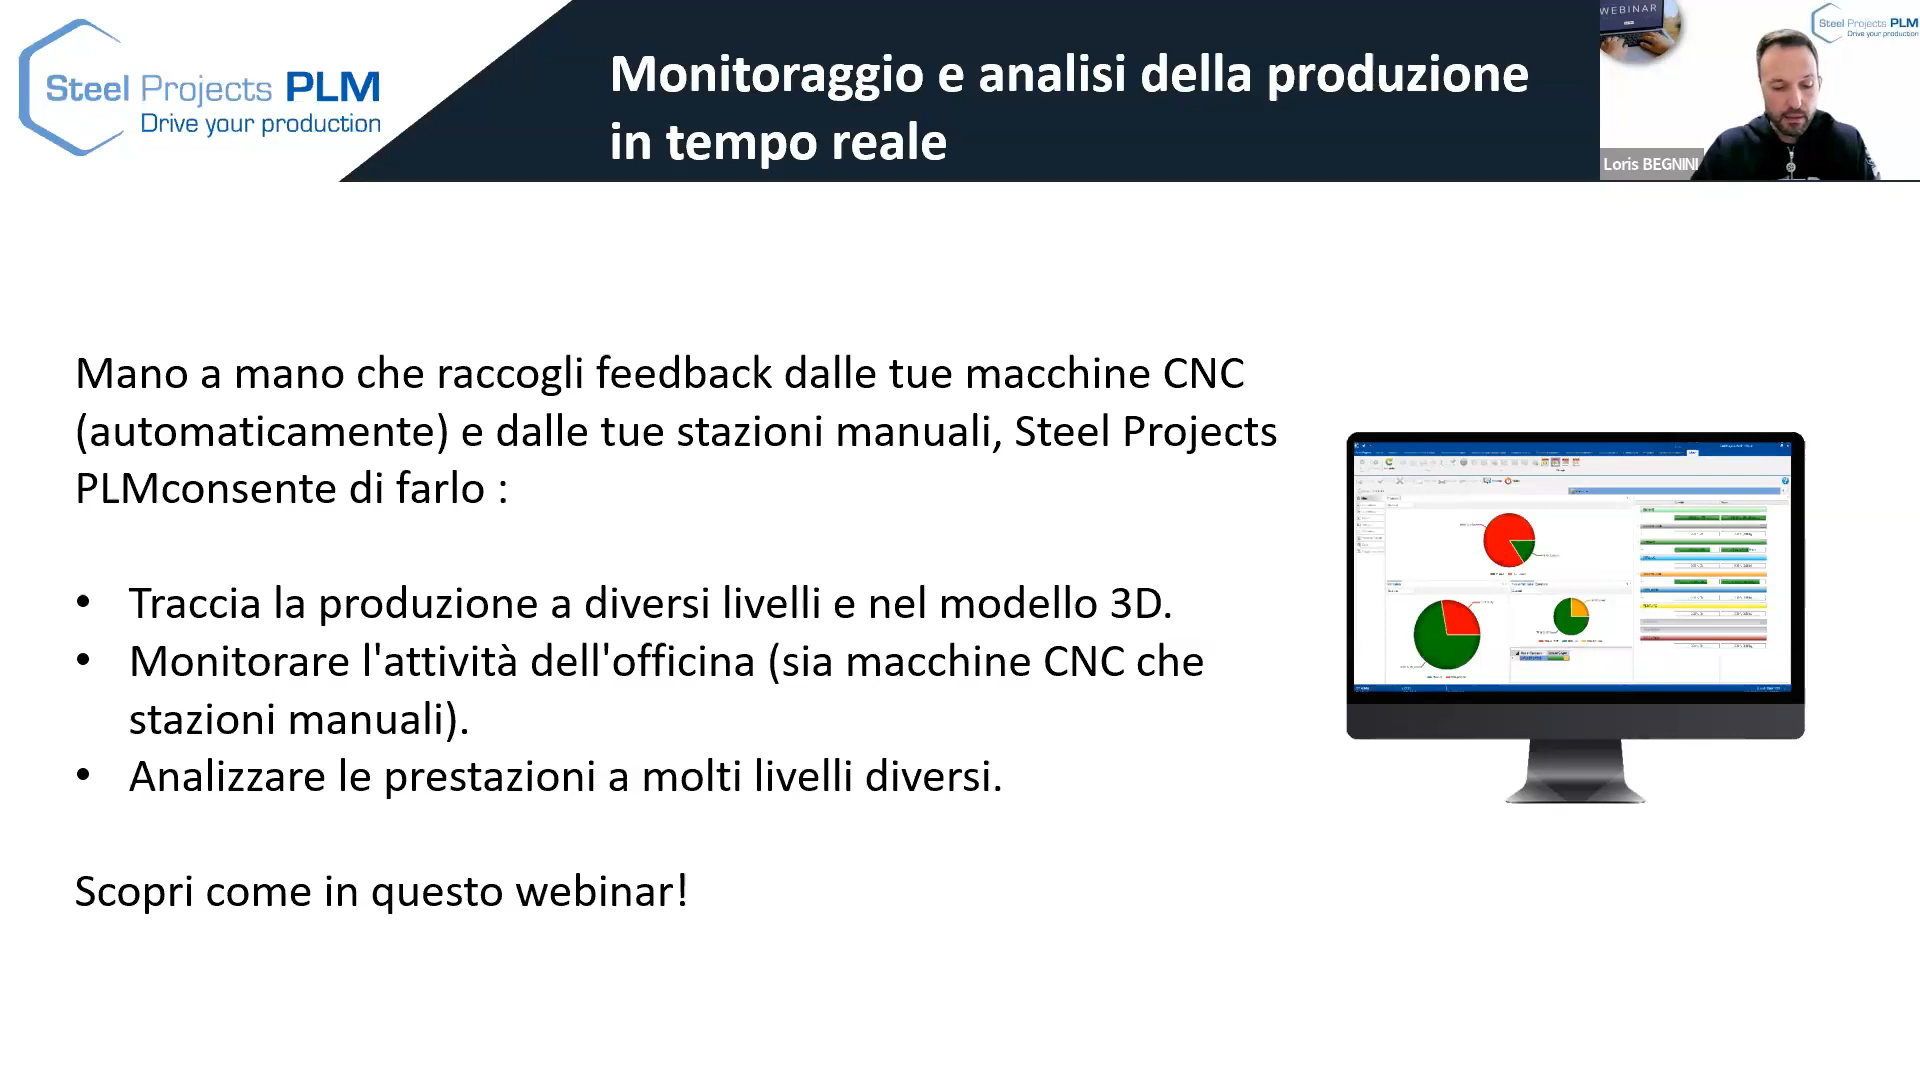 Steel Projects PLM
Drive your production
Monitoraggio e analisi della produzione
in tempo reale
WEBINAR
Steel Projects PLM
Drive your production
Loris BEGNINI
Mano a mano che raccogli feedback dalle tue macchine CNC
(automaticamente) e dalle tue stazioni manuali, Steel Projects
PLMconsente di farlo :
• Traccia la produzione a diversi livelli e nel modello 3D.
• Monitorare l'attività dell'officina (sia macchine CNC che
stazioni manuali).
• Analizzare le prestazioni a molti livelli diversi.
Scopri come in questo webinar!